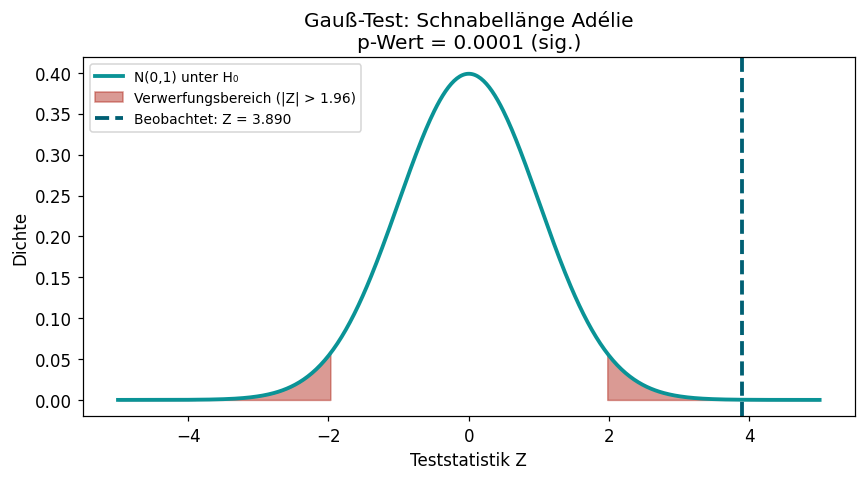 Gauß-Test: Schnabellänge Adélie
p-Wert = 0.0001 (sig.)
N(0,1) unter H₀
Verwerfungsbereich (|Z| > 1.96)
Beobachtet: Z = 3.890
0.40
0.35
0.30
0.25
0.20
0.15
0.10
0.05
0.00
Dichte
−4
−2
0
2
4
Teststatistik Z